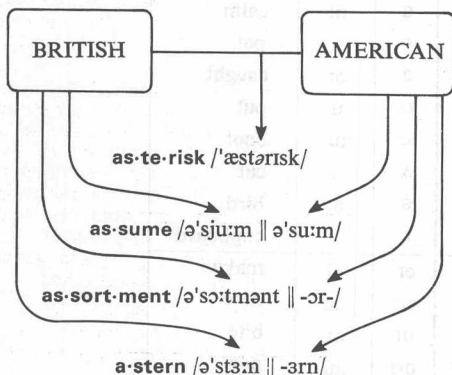 BRITISH AMERICAN
as·te·risk /ˈæstərɪsk/
as·sume /əˈsjuːm ‖ əˈsuːm/
as·sort·ment /əˈsɔːtmənt ‖ -ɔr-/
a·stern /əˈstɜːn ‖ -ɜrn/